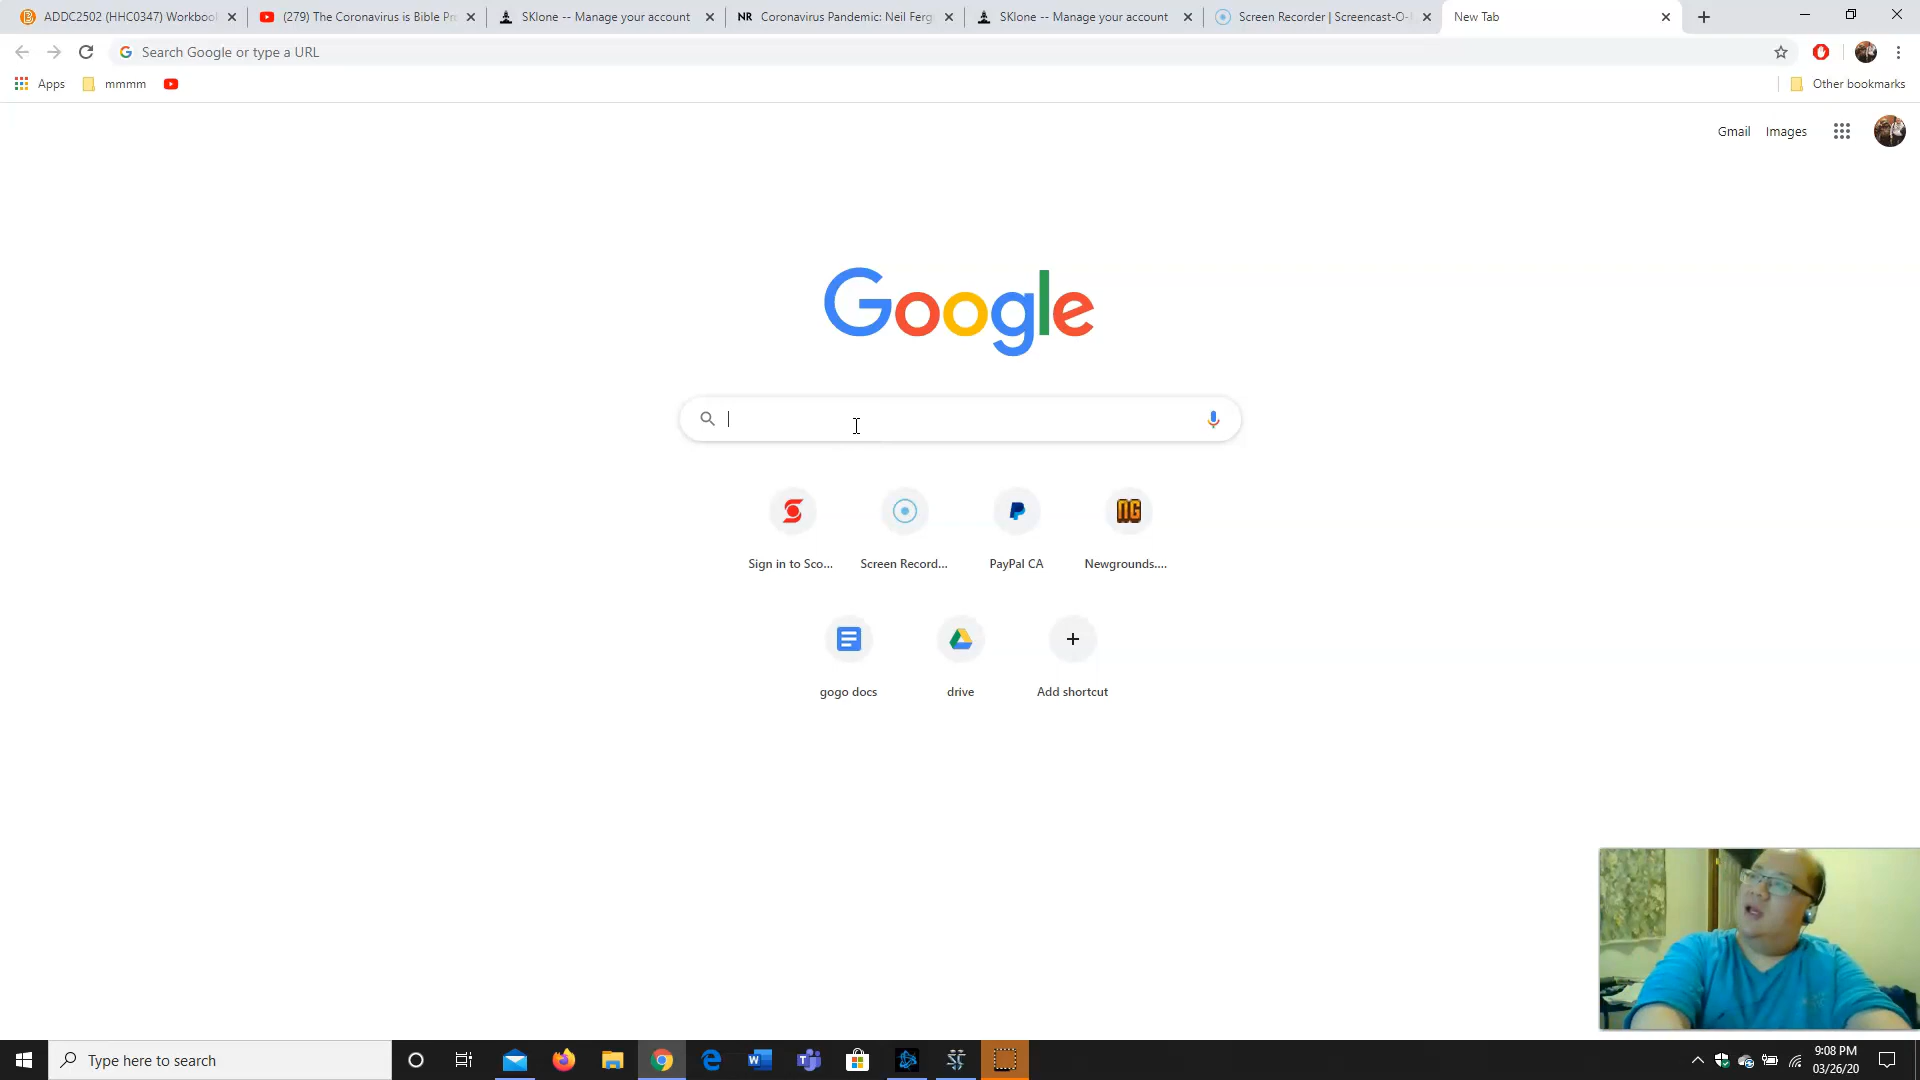 ADDC2502 (HHC0347) Workbool
(279) The Coronavirus is Bible Pr
SKlone -- Manage your account
NR Coronavirus Pandemic: Neil Ferg
SKlone -- Manage your account
Screen Recorder | Screencast-O-
New Tab
Search Google or type a URL
Apps
mmmm
Other bookmarks
Gmail
Images
Google
NG
Sign in to Sco...
Screen Record...
PayPal CA
Newgrounds....
gogo docs
drive
Add shortcut
Type here to search
9:08 PM
03/26/20